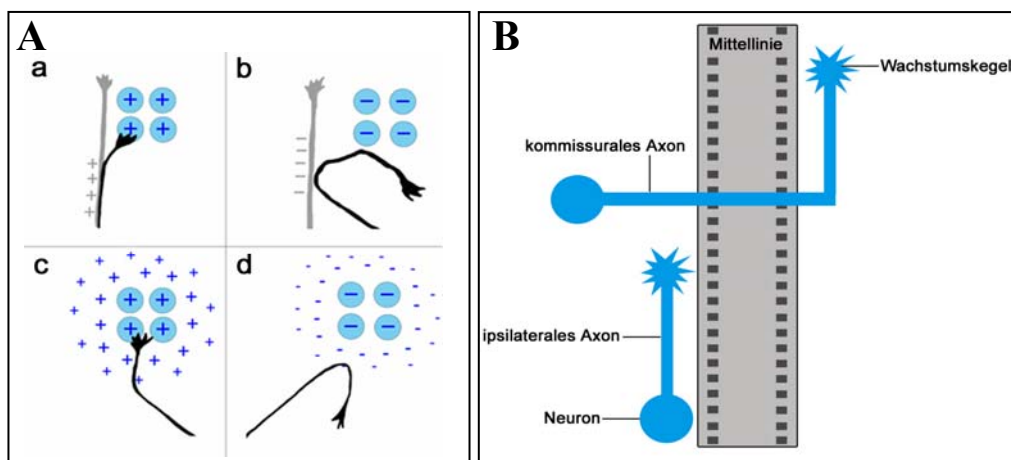 A
a
b
c
d
B
Mittellinie
Wachstumskegel
kommissurales Axon
ipsilaterales Axon
Neuron